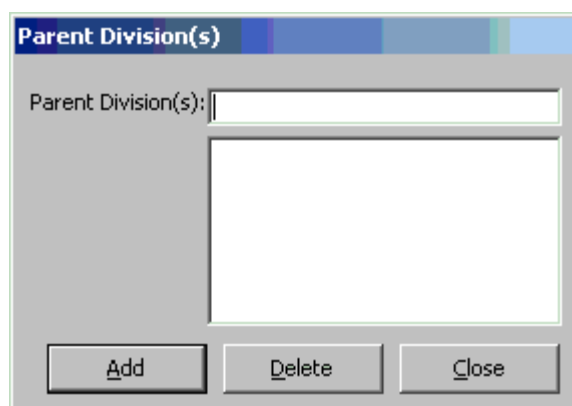 Parent Division(s)
Parent Division(s):
Add
Delete
Close